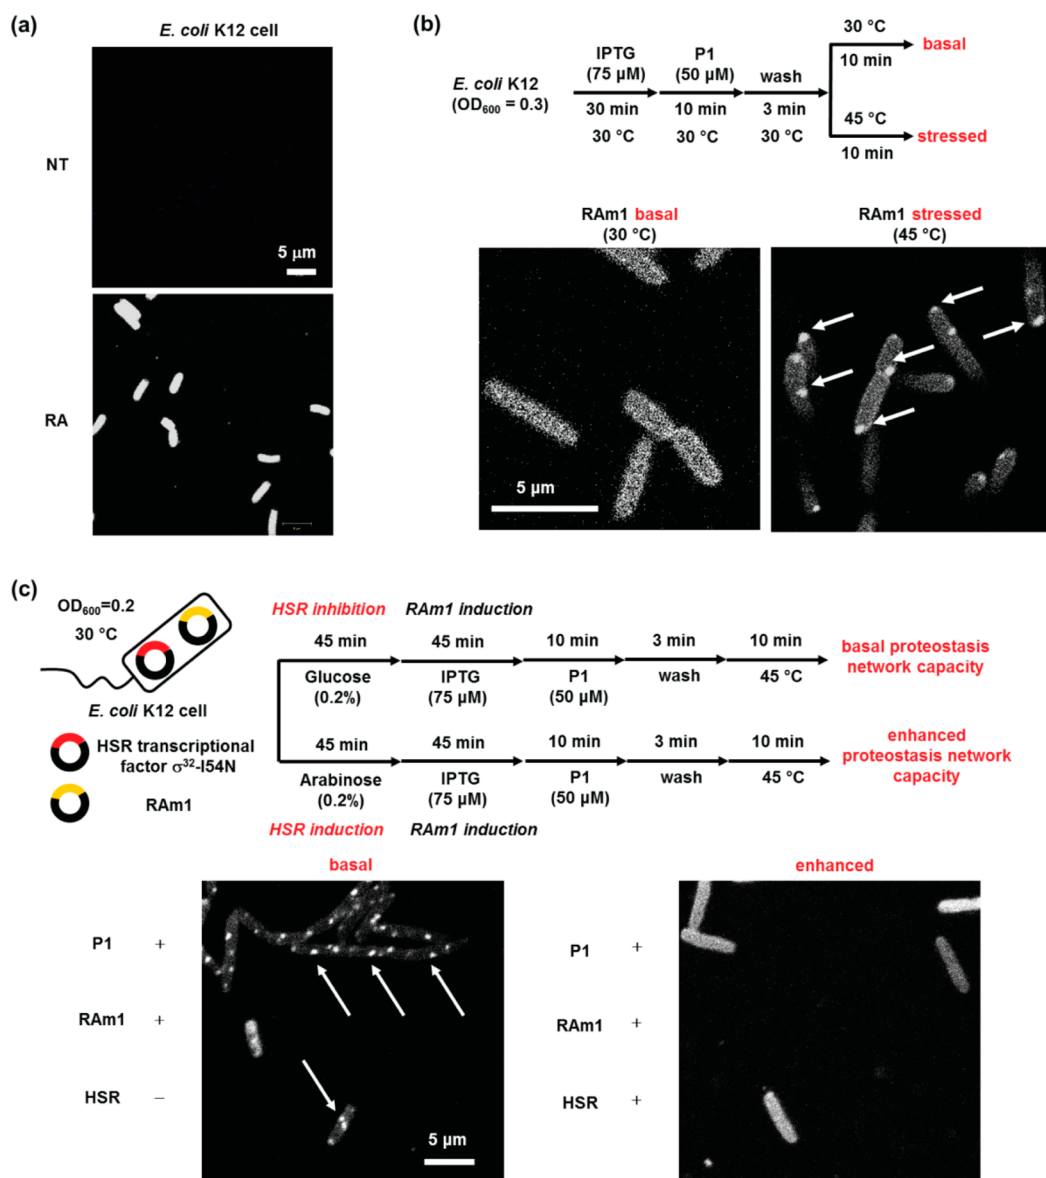 (a)
E. coli K12 cell
NT
5 μm
RA
(b)
E. coli K12
(OD600 = 0.3)
IPTG
(75 μM)
30 min
30 °C
P1
(50 μM)
10 min
30 °C
wash
3 min
30 °C
30 °C
10 min
basal
45 °C
10 min
stressed
RAm1 basal
(30 °C)
5 μm
RAm1 stressed
(45 °C)
(c)
OD600=0.2
30 °C
E. coli K12 cell
HSR transcriptional
factor σ32-I54N
RAm1
HSR inhibition
RAm1 induction
45 min
45 min
10 min
3 min
10 min
Glucose
(0.2%)
IPTG
(75 μM)
P1
(50 μM)
wash
45 °C
basal proteostasis
network capacity
45 min
45 min
10 min
3 min
10 min
Arabinose
(0.2%)
IPTG
(75 μM)
P1
(50 μM)
wash
45 °C
enhanced
proteostasis network
capacity
HSR induction
RAm1 induction
basal
P1 +
RAm1 +
HSR −
5 μm
enhanced
P1 +
RAm1 +
HSR +